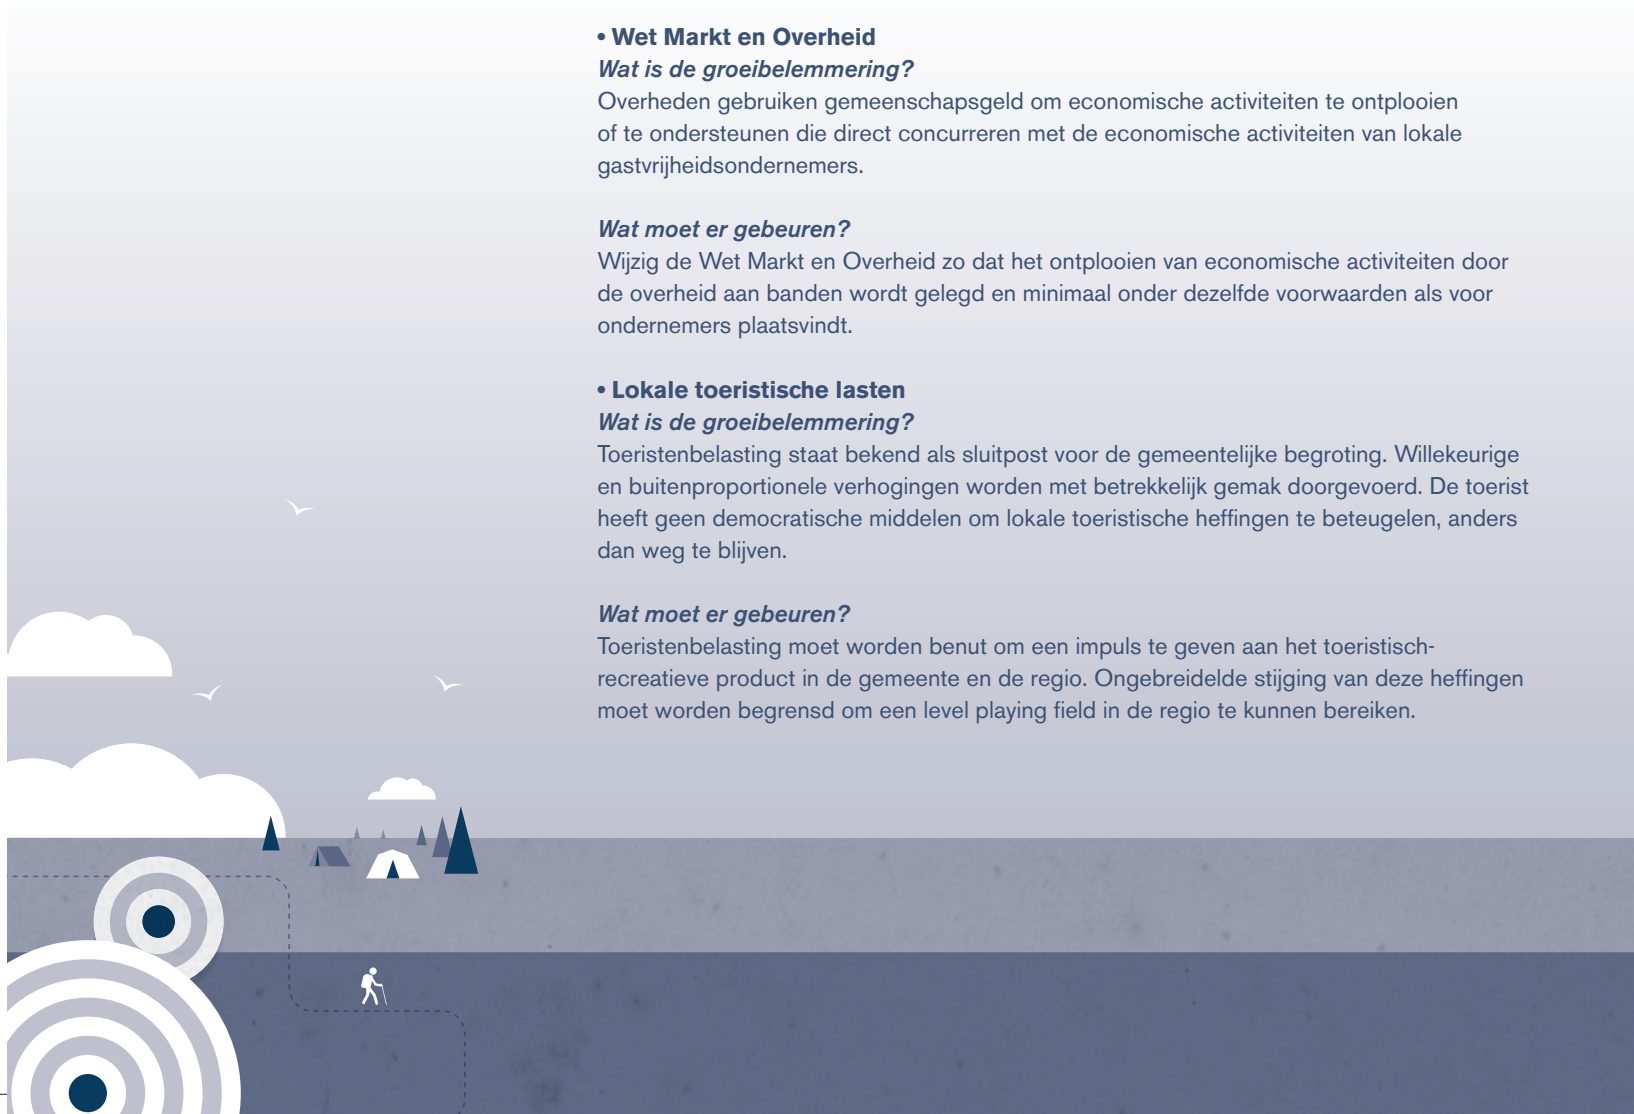 • Wet Markt en Overheid
Wat is de groeibelemmering?
Overheden gebruiken gemeenschapsgeld om economische activiteiten te ontplooien
of te ondersteunen die direct concurreren met de economische activiteiten van lokale
gastvrijheidsondernemers.
Wat moet er gebeuren?
Wijzig de Wet Markt en Overheid zo dat het ontplooien van economische activiteiten door
de overheid aan banden wordt gelegd en minimaal onder dezelfde voorwaarden als voor
ondernemers plaatsvindt.
• Lokale toeristische lasten
Wat is de groeibelemmering?
Toeristenbelasting staat bekend als sluitpost voor de gemeentelijke begroting. Willekeurige
en buitenproportionele verhogingen worden met betrekkelijk gemak doorgevoerd. De toerist
heeft geen democratische middelen om lokale toeristische heffingen te beteugelen, anders
dan weg te blijven.
Wat moet er gebeuren?
Toeristenbelasting moet worden benut om een impuls te geven aan het toeristisch-
recreatieve product in de gemeente en de regio. Ongebreidelde stijging van deze heffingen
moet worden begrensd om een level playing field in de regio te kunnen bereiken.